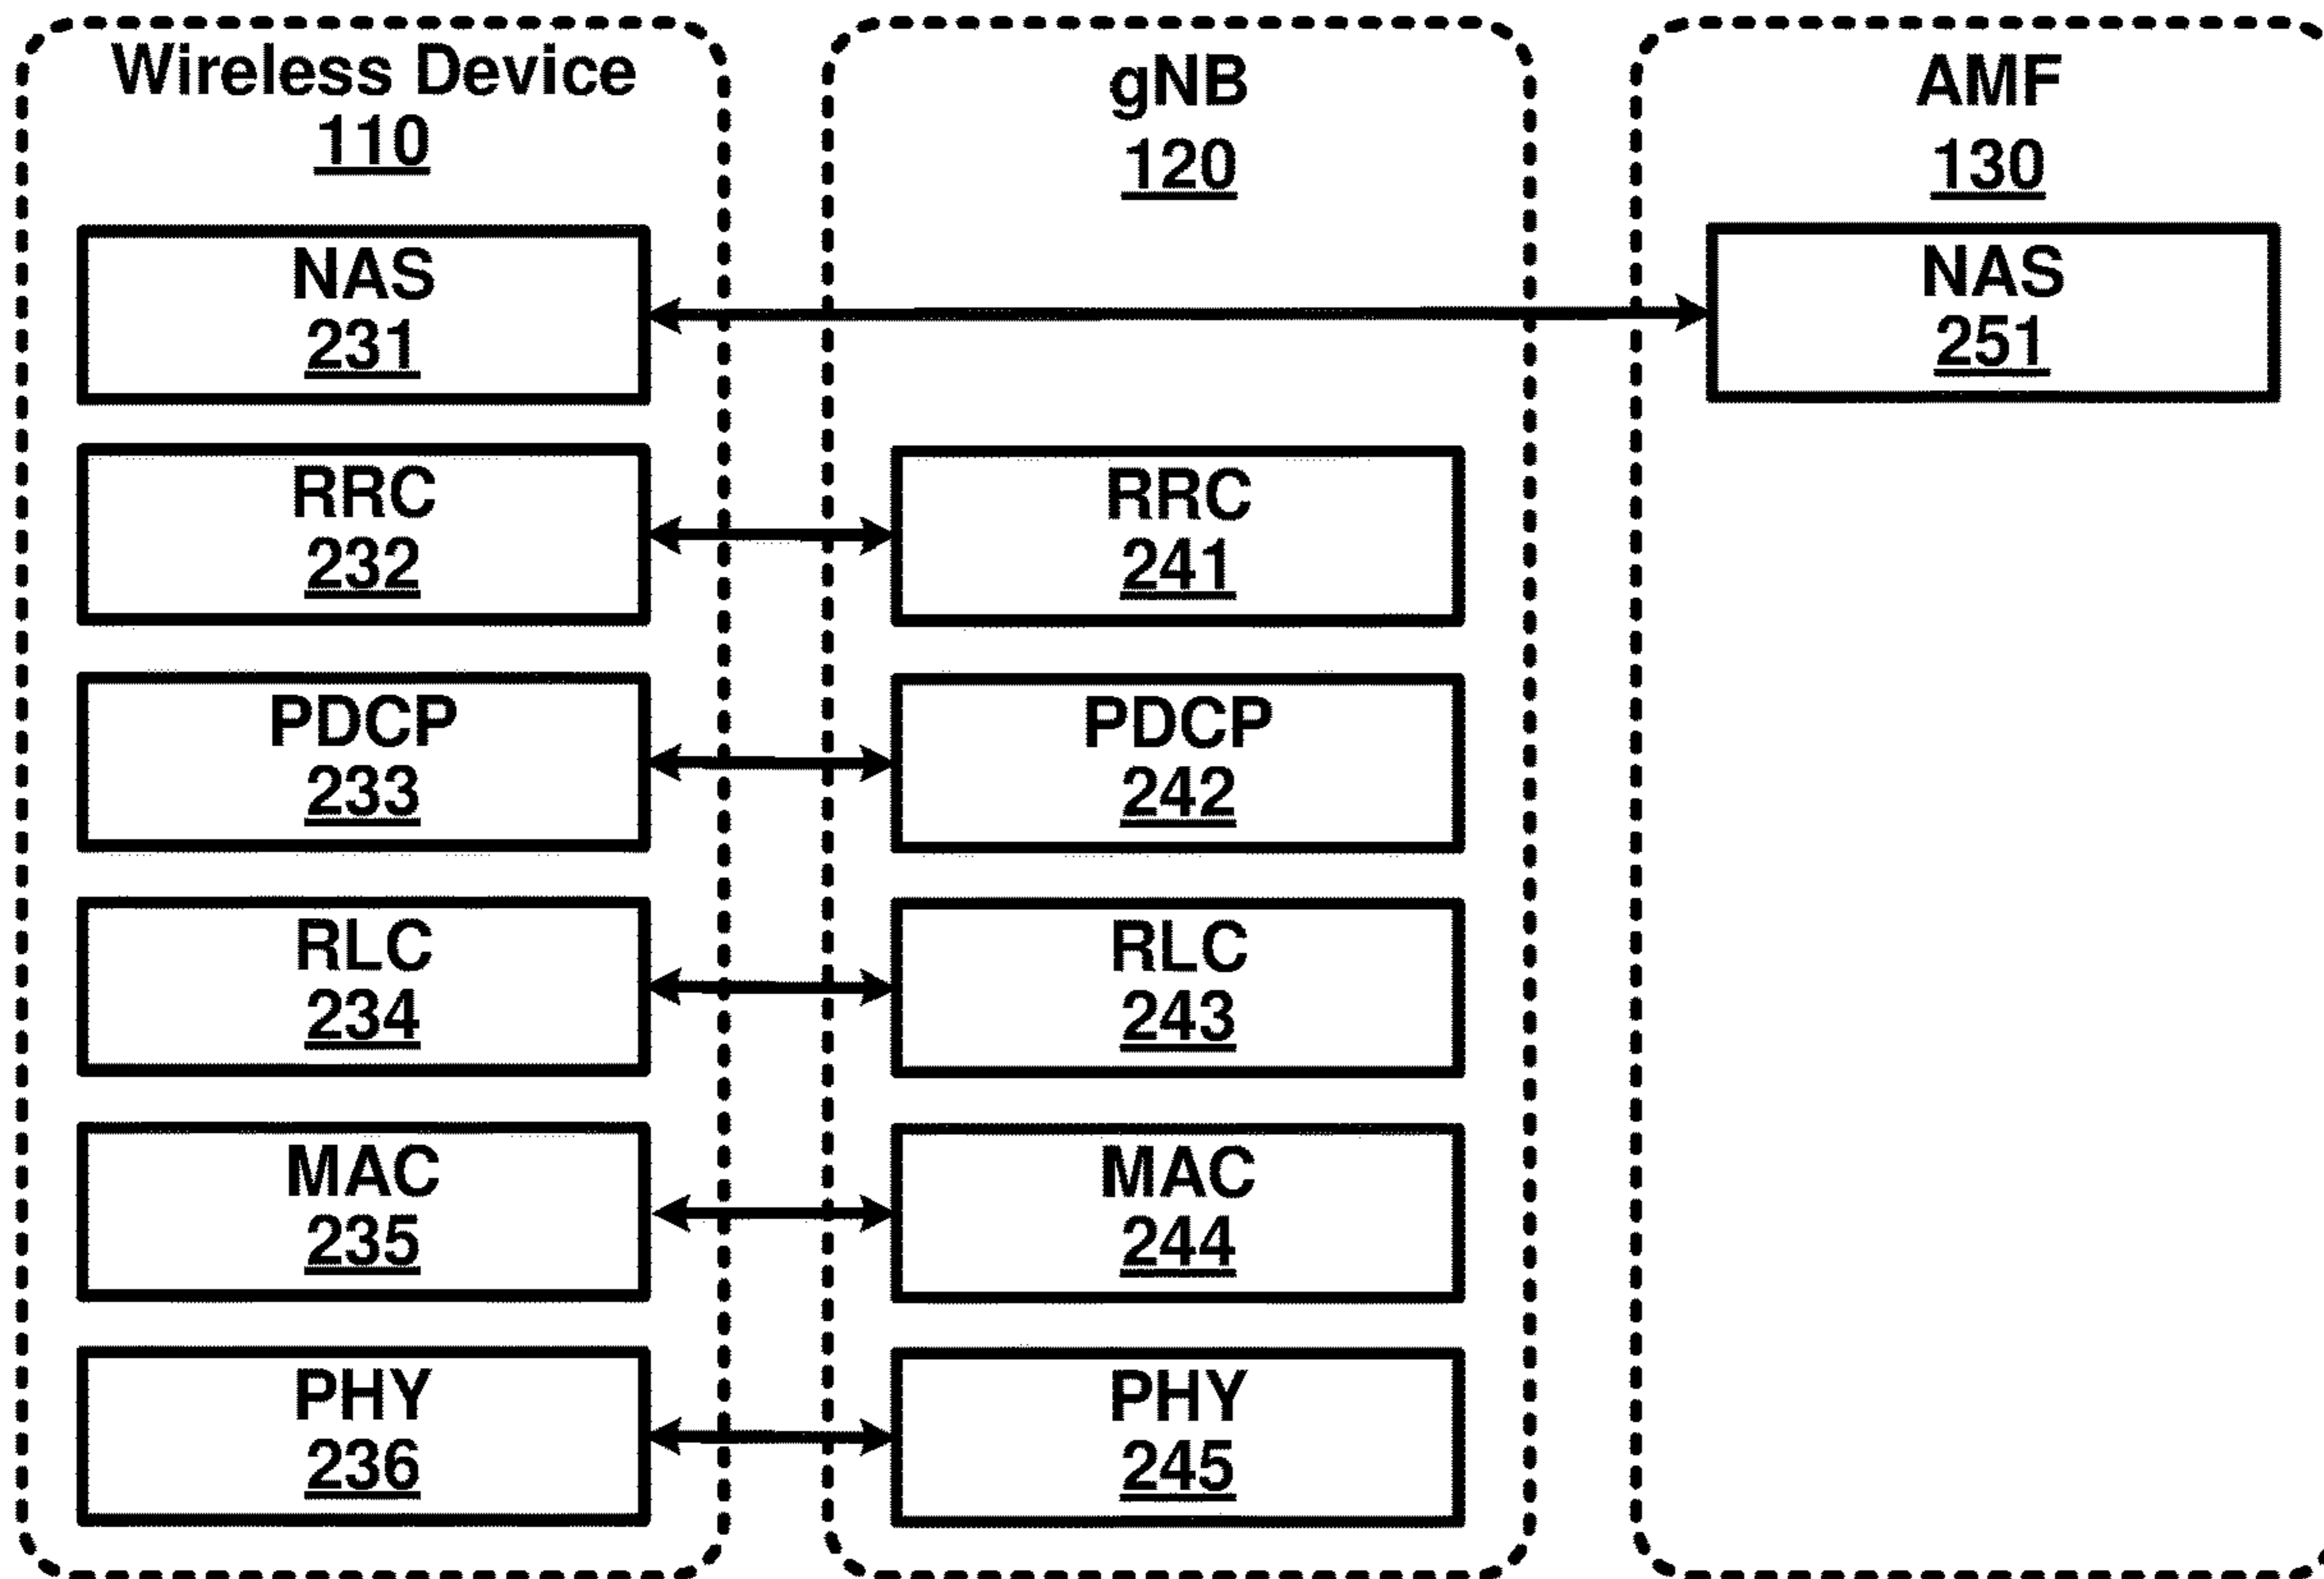 Wireless Device
110
gNB
120
AMF
130
NAS
231
NAS
251
RRC
232
RRC
241
PDCP
233
PDCP
242
RLC
234
RLC
243
MAC
235
MAC
244
PHY
236
PHY
245